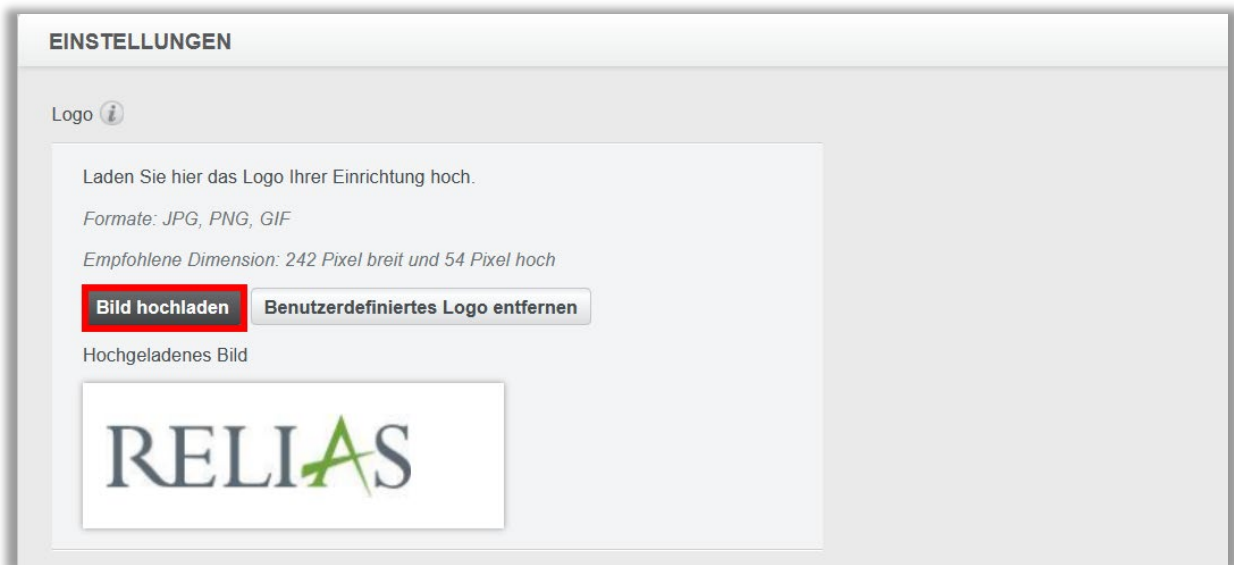 EINSTELLUNGEN
Logo i
Laden Sie hier das Logo Ihrer Einrichtung hoch.
Formate: JPG, PNG, GIF
Empfohlene Dimension: 242 Pixel breit und 54 Pixel hoch
Bild hochladen Benutzerdefiniertes Logo entfernen
Hochgeladenes Bild
RELIAS